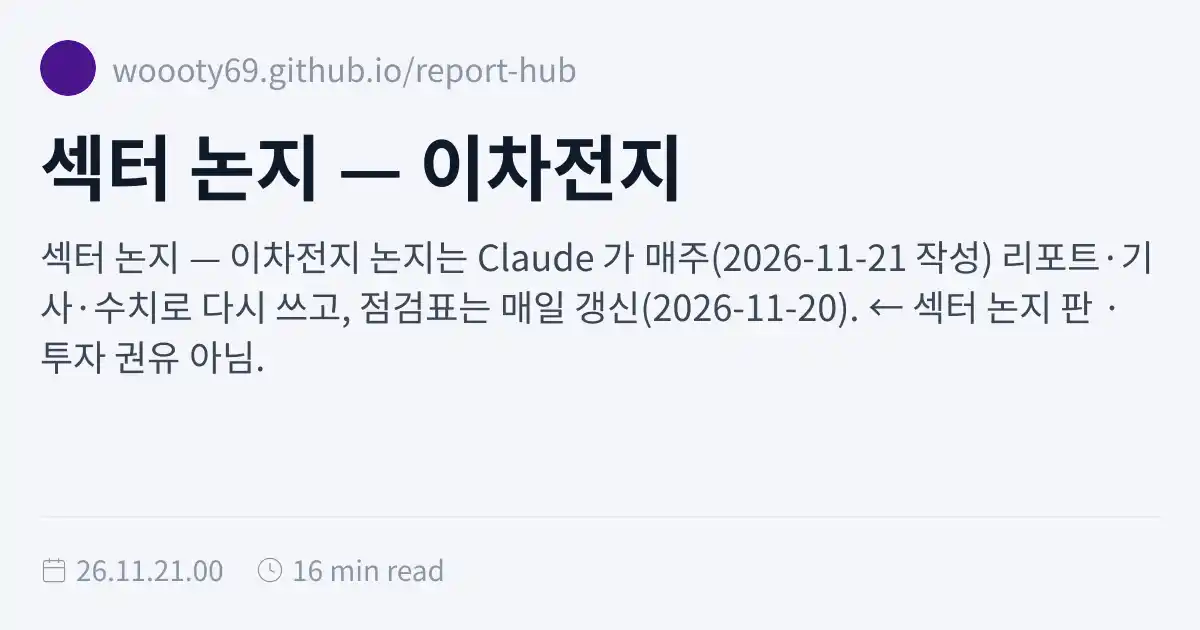 woooty69.github.io/report-hub
섹터 논지 — 이차전지
섹터 논지 — 이차전지 논지는 Claude 가 매주(2026-11-21 작성) 리포트·기
사·수치로 다시 쓰고, 점검표는 매일 갱신(2026-11-20). ← 섹터 논지 판 ·
투자 권유 아님.
26.11.21.00
16 min read